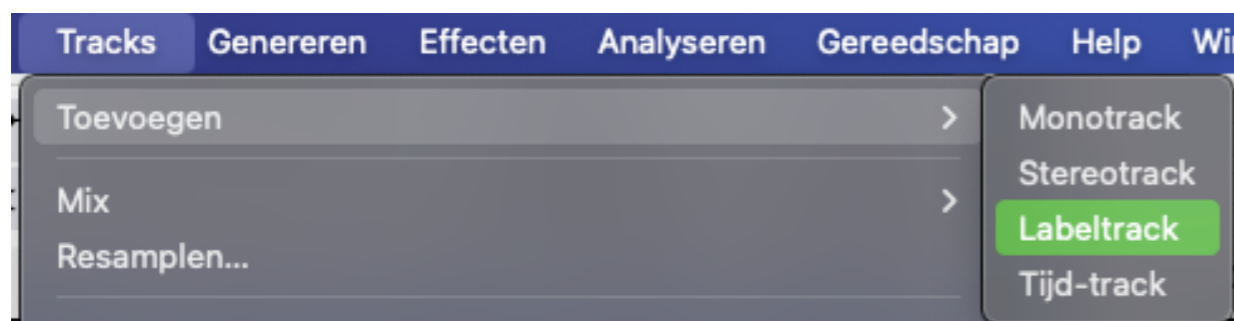 Tracks Genereren Effecten Analyseren Gereedschap Help
Toevoegen
Mix
Resamplen...
Monotrack
Stereotrack
Labeltrack
Tijd-track